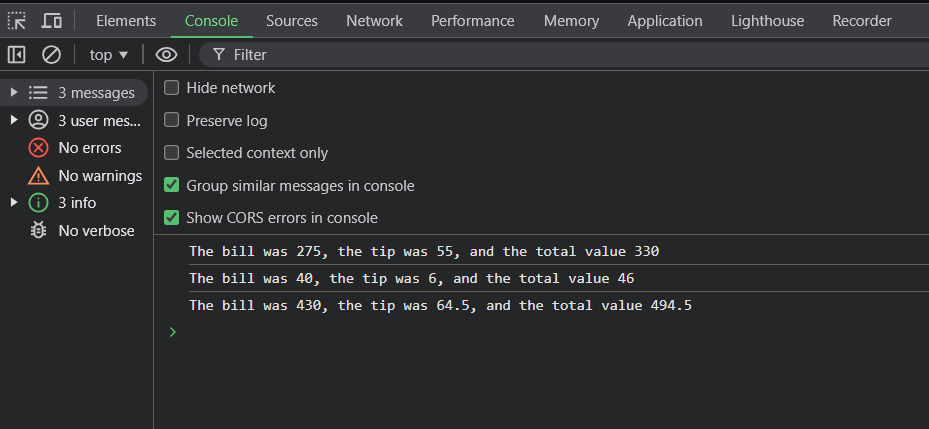 Elements Console Sources Network Performance Memory Application Lighthouse Recorder
top Filter
3 messages
3 user mes...
No errors
No warnings
3 info
No verbose
Hide network
Preserve log
Selected context only
Group similar messages in console
Show CORS errors in console
The bill was 275, the tip was 55, and the total value 330
The bill was 40, the tip was 6, and the total value 46
The bill was 430, the tip was 64.5, and the total value 494.5